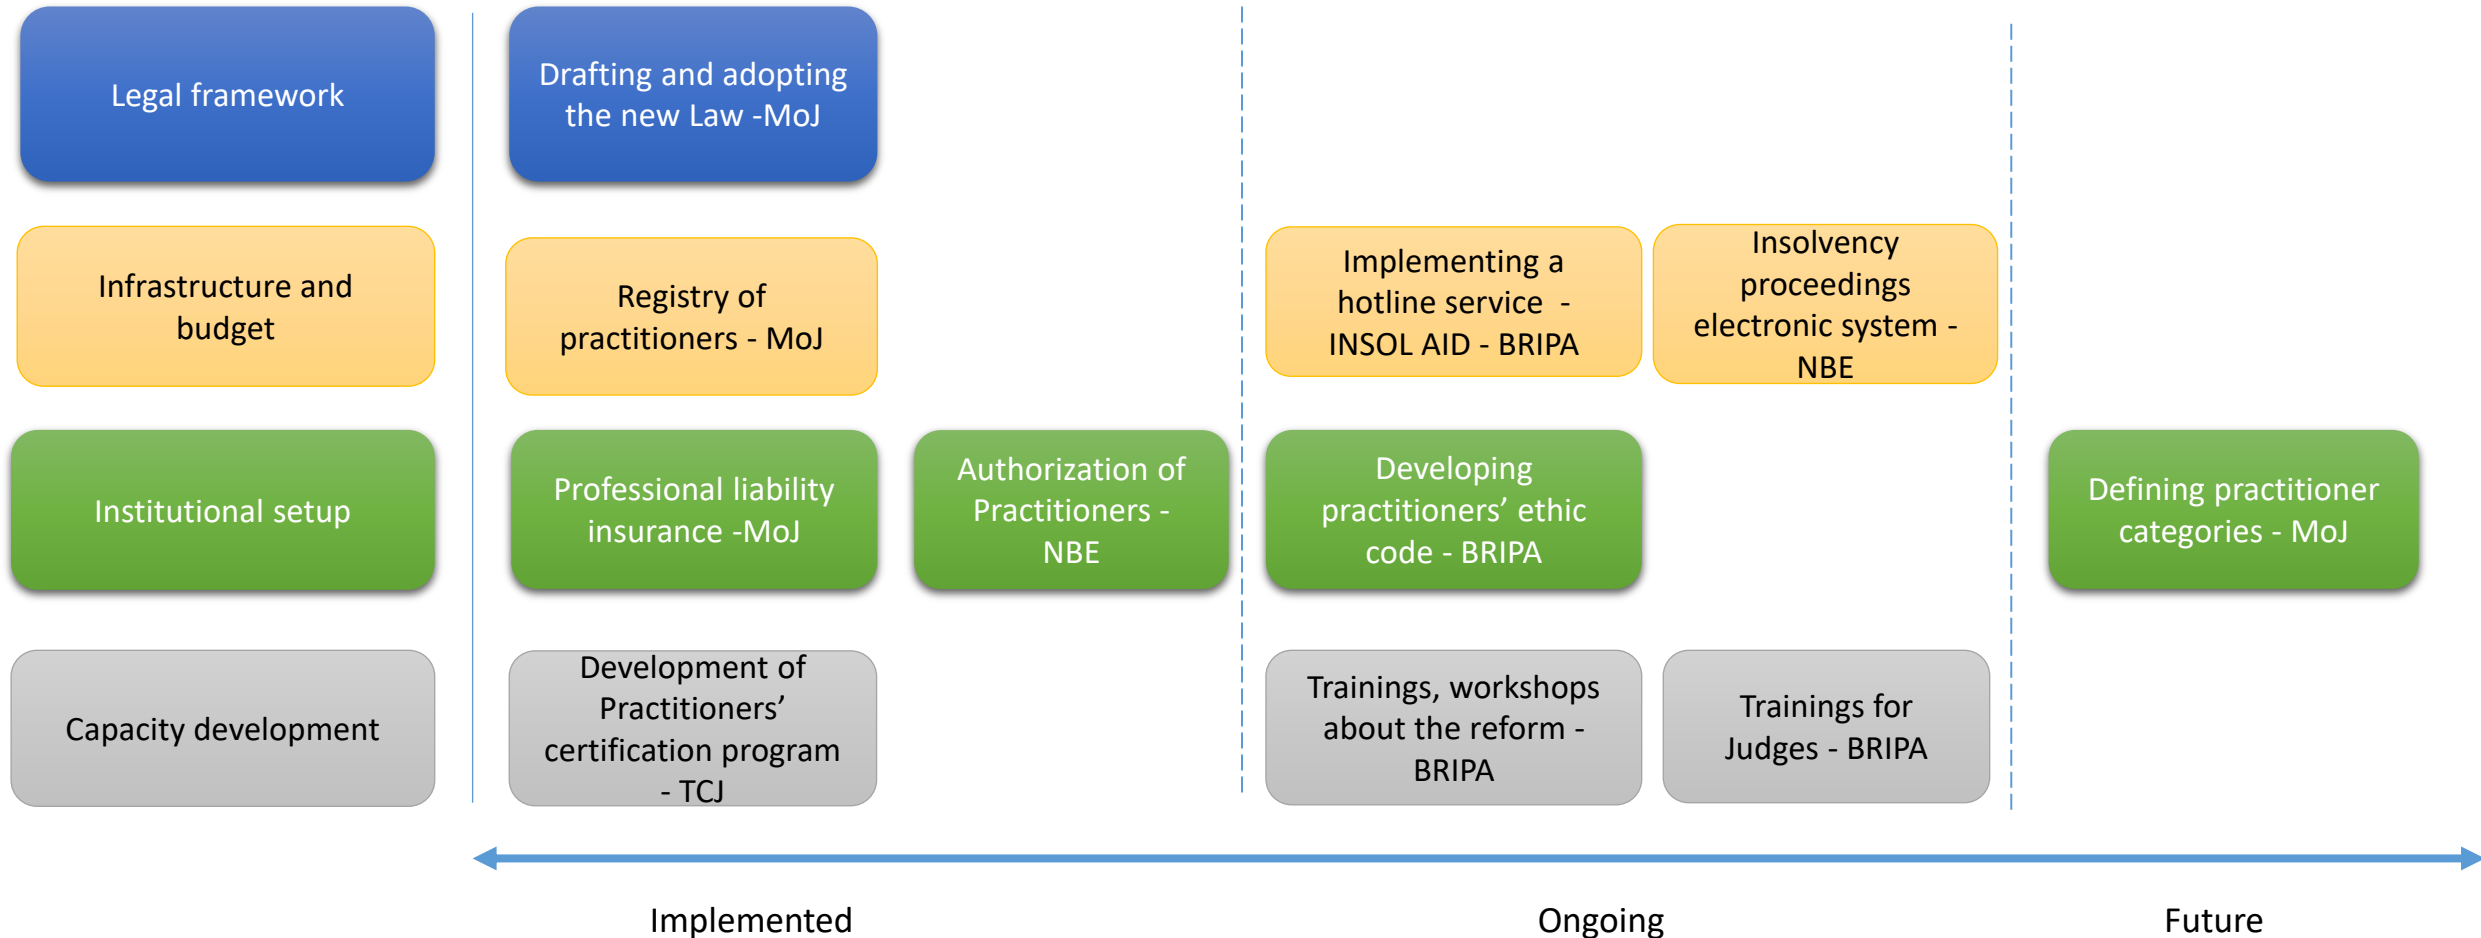 Legal framework
Drafting and adopting
the new Law -MoJ
Infrastructure and
budget
Registry of
practitioners - MoJ
Implementing a
hotline service -
INSOL AID - BRIPA
Insolvency
proceedings
electronic system -
NBE
Institutional setup
Professional liability
insurance -MoJ
Authorization of
Practitioners -
NBE
Developing
practitioners’ ethic
code - BRIPA
Defining practitioner
categories - MoJ
Capacity development
Development of
Practitioners’
certification program
- TCJ
Trainings, workshops
about the reform -
BRIPA
Trainings for
Judges - BRIPA
Implemented
Ongoing
Future